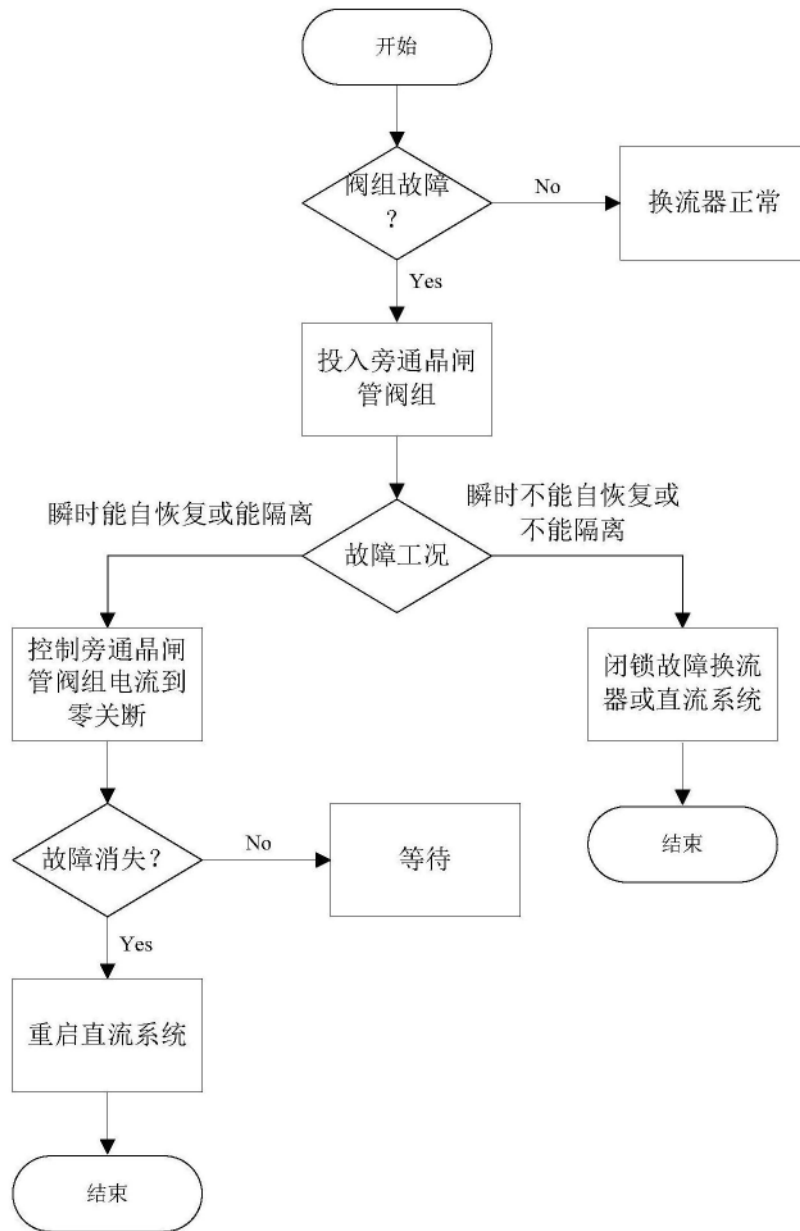 开始
阀组故障
？
No
换流器正常
Yes
投入旁通晶闸
管阀组
瞬时能自恢复或能隔离
瞬时不能自恢复或
不能隔离
故障工况
控制旁通晶闸
管阀组电流到
零关断
闭锁故障换流
器或直流系统
故障消失？
No
等待
结束
Yes
重启直流系统
结束